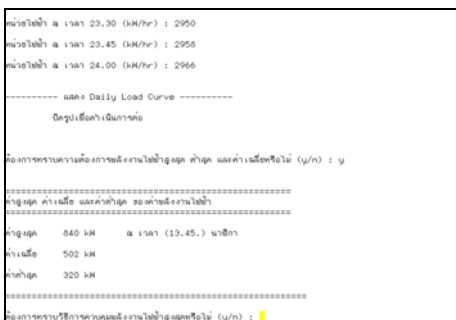 หน่วยไฟฟ้า ณ เวลา 23.30 (kW/hr) : 2950
หน่วยไฟฟ้า ณ เวลา 23.45 (kW/hr) : 2958
หน่วยไฟฟ้า ณ เวลา 24.00 (kW/hr) : 2966
---------- แสดง Daily Load Curve ----------
ปิดรูปเพื่อดำเนินการต่อ
ต้องการทราบความต้องการพลังงานไฟฟ้าสูงสุด ต่ำสุด และค่าเฉลี่ยหรือไม่ (y/n) : y
ค่าสูงสุด ค่าเฉลี่ย และค่าต่ำสุด ของค่าพลังงานไฟฟ้า
ค่าสูงสุด 840 kW ณ เวลา (13.45.) นาฬิกา
ค่าเฉลี่ย 502 kW
ค่าต่ำสุด 320 kW
ต้องการทราบวิธีการควบคุมพลังงานไฟฟ้าสูงสุดหรือไม่ (y/n) :